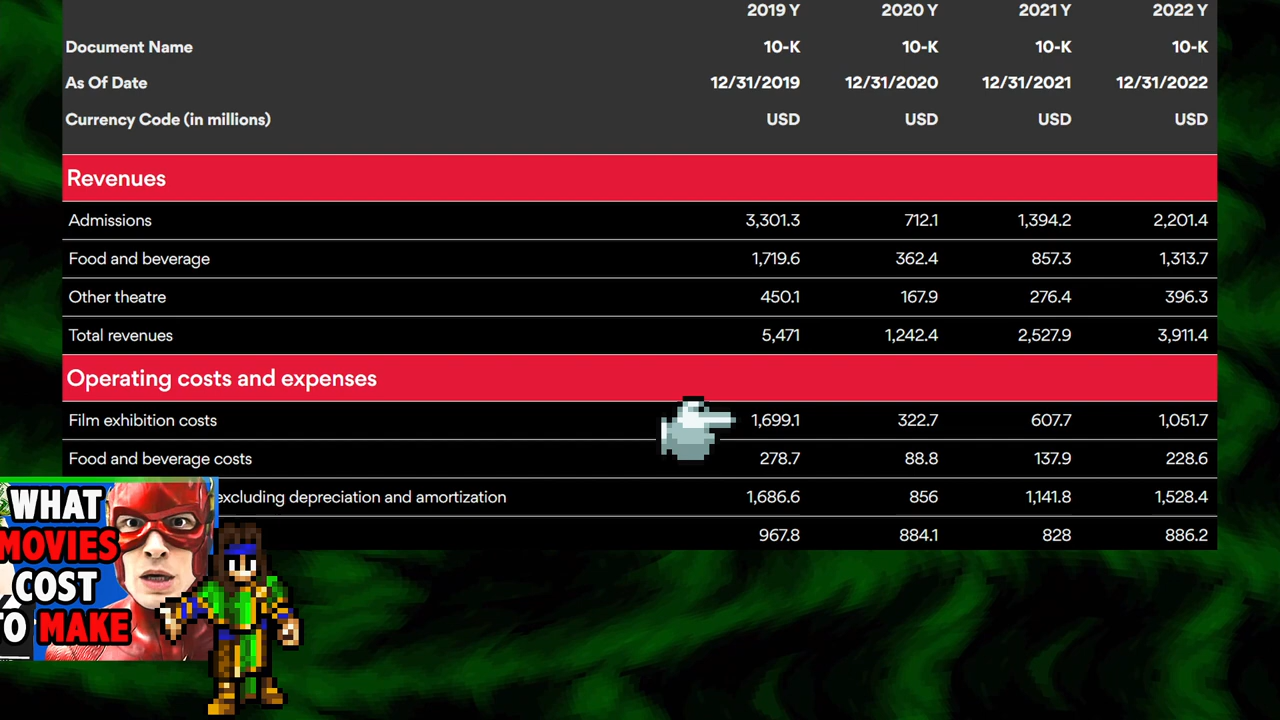 2019 Y 2020 Y 2021 Y 2022 Y
Document Name 10-K 10-K 10-K 10-K
As Of Date 12/31/2019 12/31/2020 12/31/2021 12/31/2022
Currency Code (in millions) USD USD USD USD
Revenues
Admissions 3,301.3 712.1 1,394.2 2,201.4
Food and beverage 1,719.6 362.4 857.3 1,313.7
Other theatre 450.1 167.9 276.4 396.3
Total revenues 5,471 1,242.4 2,527.9 3,911.4
Operating costs and expenses
Film exhibition costs 1,699.1 322.7 607.7 1,051.7
Food and beverage costs 278.7 88.8 137.9 228.6
excluding depreciation and amortization 1,686.6 856 1,141.8 1,528.4
967.8 884.1 828 886.2
WHAT
MOVIES
COST
TO MAKE